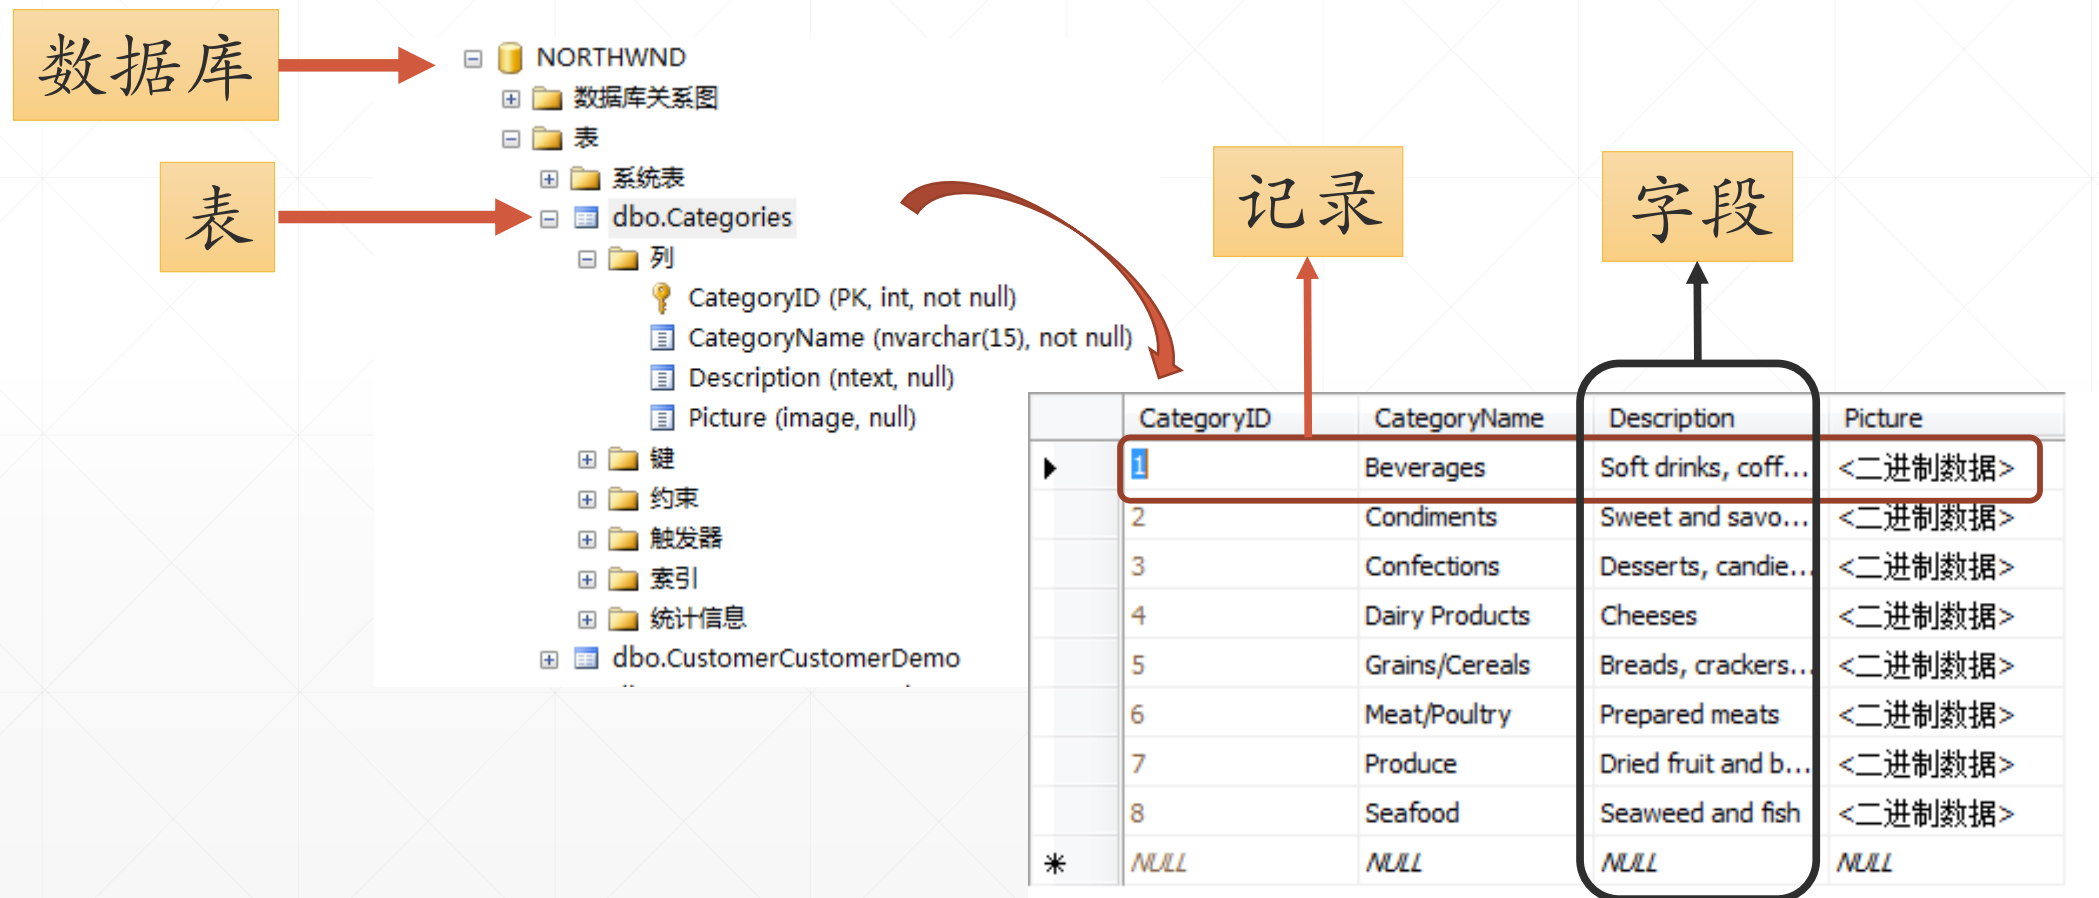 数据库
表
NORTHWND
数据库关系图
表
系统表
dbo.Categories
列
CategoryID (PK, int, not null)
CategoryName (nvarchar(15), not null)
Description (ntext, null)
Picture (image, null)
键
约束
触发器
索引
统计信息
dbo.CustomerCustomerDemo
记录
字段
CategoryID CategoryName Description Picture
1 Beverages Soft drinks, coff... <二进制数据>
2 Condiments Sweet and savo... <二进制数据>
3 Confections Desserts, candie... <二进制数据>
4 Dairy Products Cheeses <二进制数据>
5 Grains/Cereals Breads, crackers... <二进制数据>
6 Meat/Poultry Prepared meats <二进制数据>
7 Produce Dried fruit and b... <二进制数据>
8 Seafood Seaweed and fish <二进制数据>
NULL NULL NULL NULL